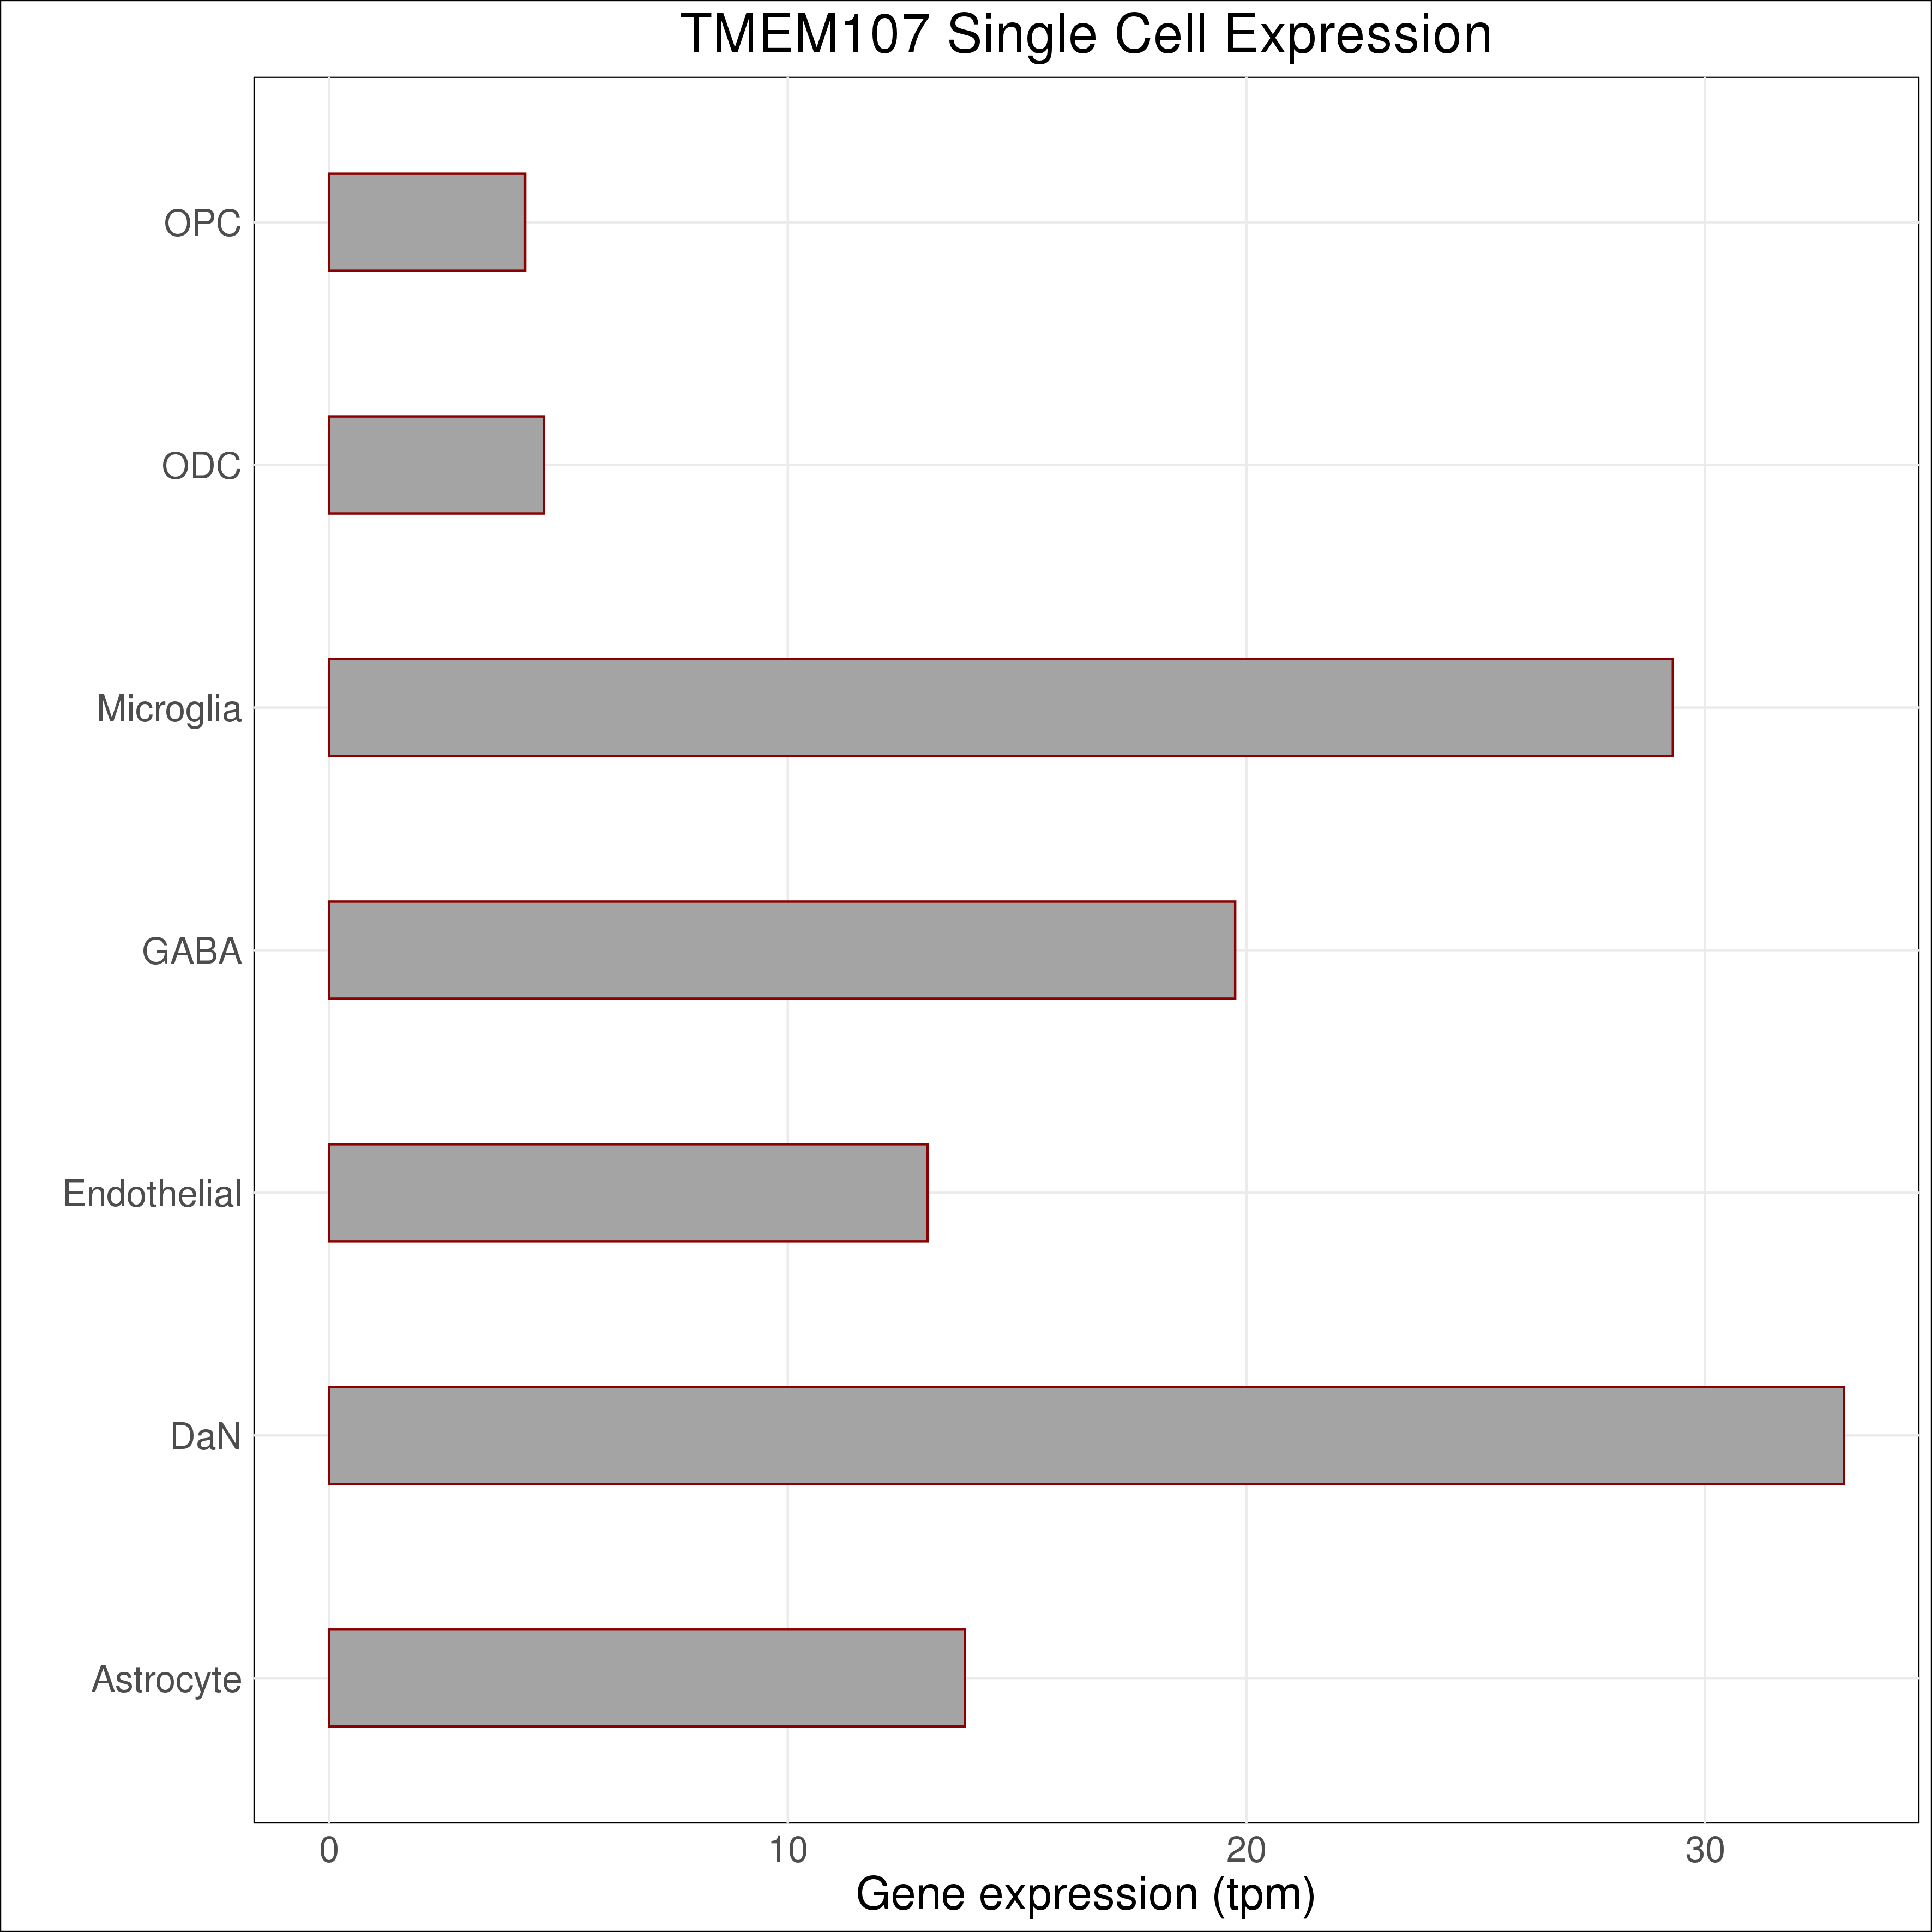 TMEM107 Single Cell Expression
OPC
ODC
Microglia
GABA
Endothelial
DaN
Astrocyte
0 10 20 30
Gene expression (tpm)